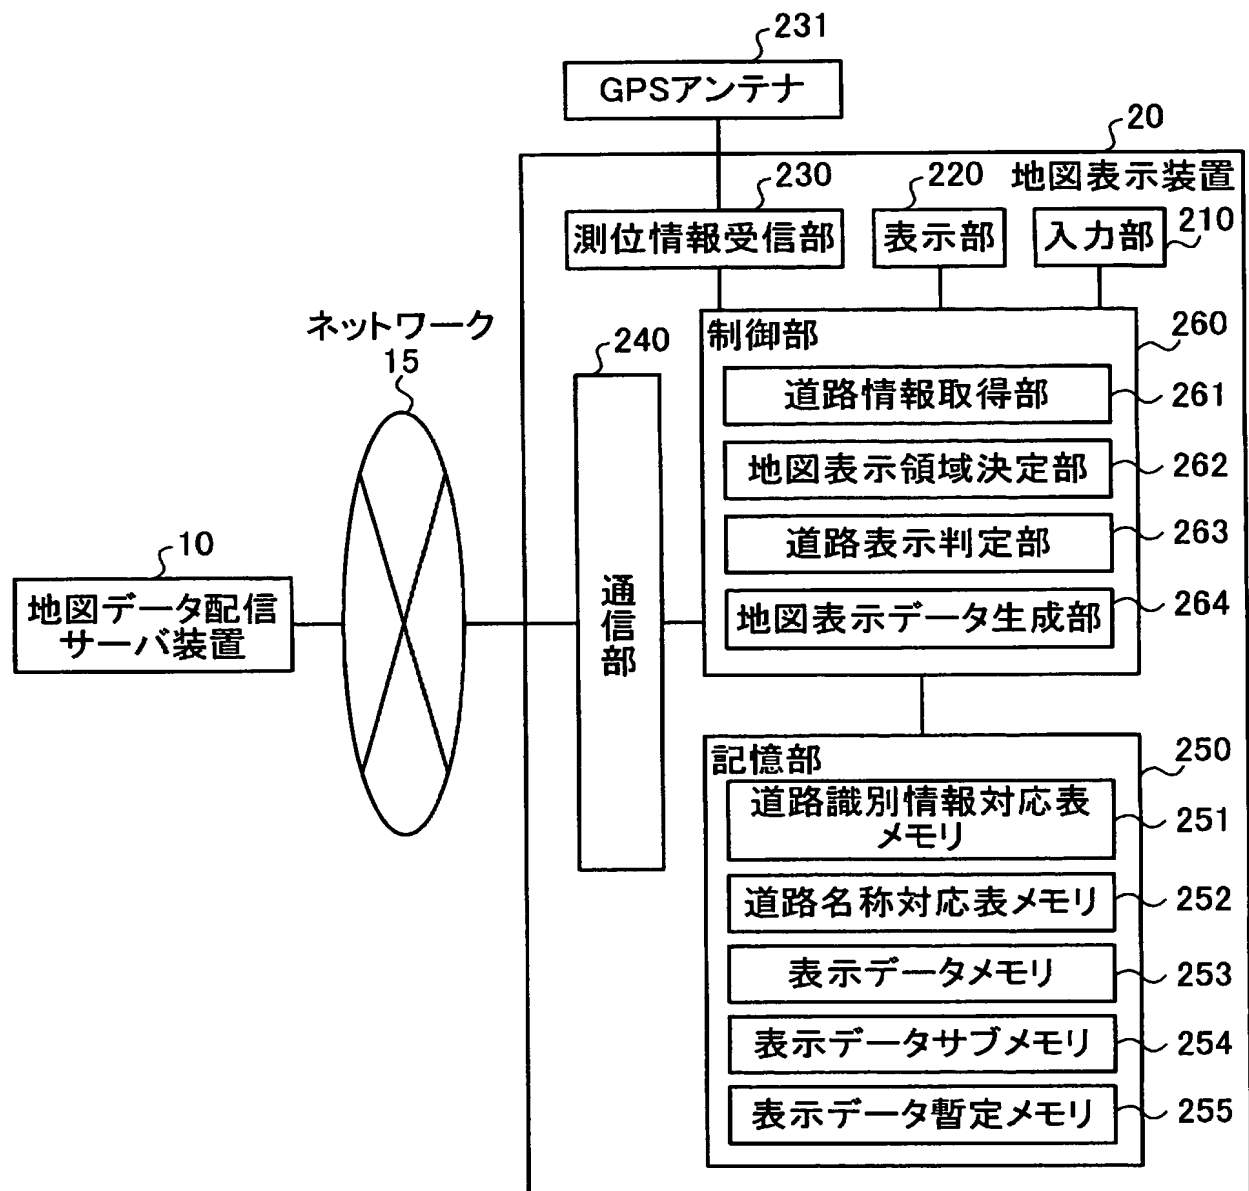 231
GPSアンテナ
20
地図表示装置
230
220
210
測位情報受信部
表示部
入力部
ネットワーク
15
240
制御部
260
道路情報取得部
261
地図表示領域決定部
262
道路表示判定部
263
地図表示データ生成部
264
10
地図データ配信
サーバ装置
通信部
記憶部
250
道路識別情報対応表
メモリ
251
道路名称対応表メモリ
252
表示データメモリ
253
表示データサブメモリ
254
表示データ暫定メモリ
255